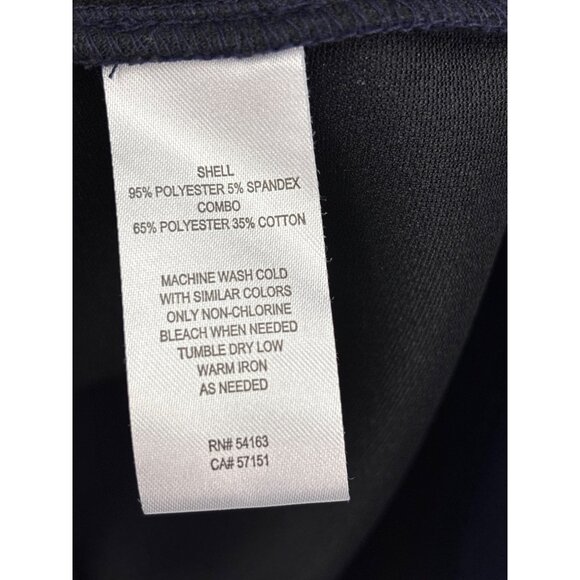 SHELL
95% POLYESTER 5% SPANDEX
COMBO
65% POLYESTER 35% COTTON
MACHINE WASH COLD
WITH SIMILAR COLORS
ONLY NON-CHLORINE
BLEACH WHEN NEEDED
TUMBLE DRY LOW
WARM IRON
AS NEEDED
RN# 54163
CA# 57151